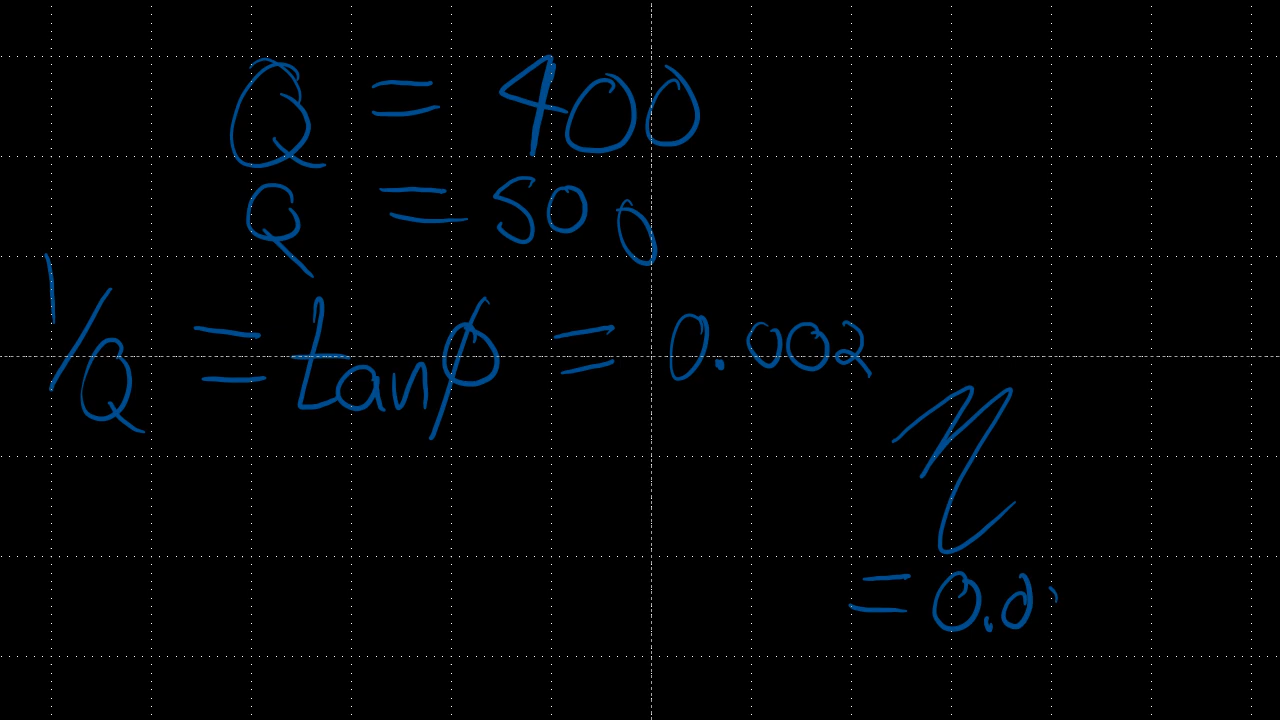 Q = 400
Q = 500
1/Q = tanϕ = 0.002
η
= 0.0